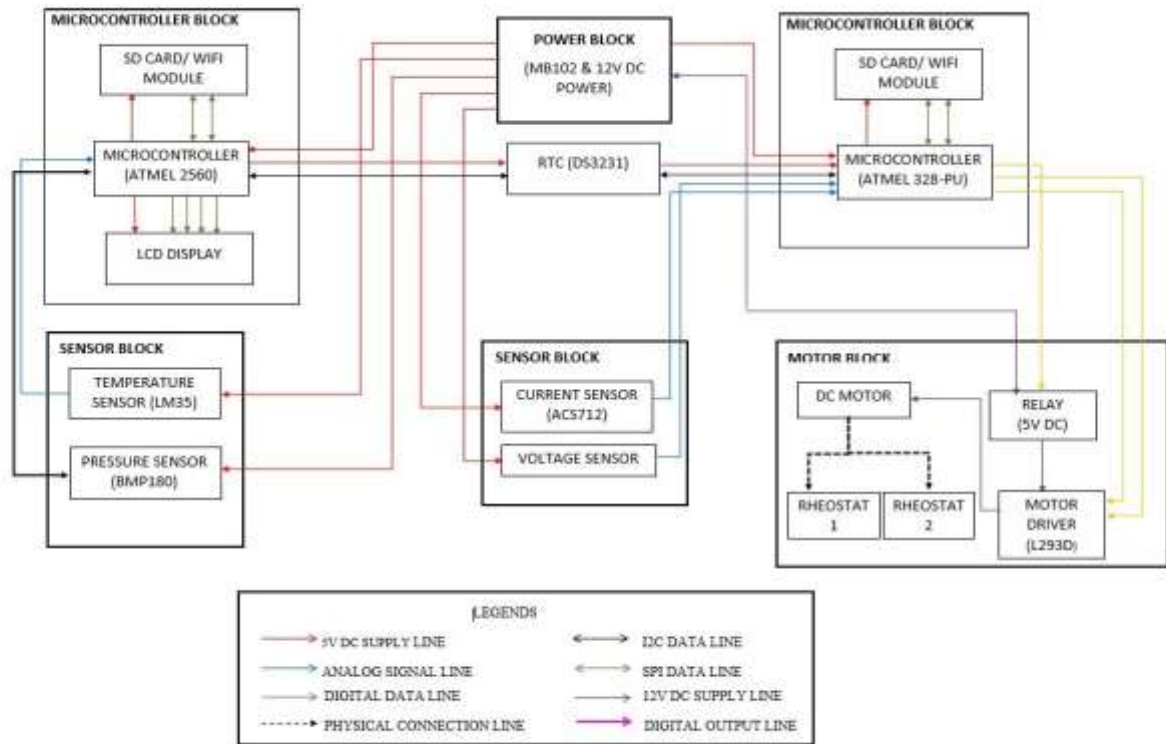 MICROCONTROLLER BLOCK
SD CARD/ WIFI
MODULE
MICROCONTROLLER
(ATMEL 2560)
LCD DISPLAY
POWER BLOCK
(MB102 & 12V DC
POWER)
RTC (DS3231)
MICROCONTROLLER BLOCK
SD CARD/ WIFI
MODULE
MICROCONTROLLER
(ATMEL 328-PU)
SENSOR BLOCK
TEMPERATURE
SENSOR (LM35)
PRESSURE SENSOR
(BMP180)
SENSOR BLOCK
CURRENT SENSOR
(ACS712)
VOLTAGE SENSOR
MOTOR BLOCK
DC MOTOR
RELAY
(5V DC)
RHEOSTAT
1
RHEOSTAT
2
MOTOR
DRIVER
(L293D)
LEGENDS
5V DC SUPPLY LINE
I2C DATA LINE
ANALOG SIGNAL LINE
SPI DATA LINE
DIGITAL DATA LINE
12V DC SUPPLY LINE
PHYSICAL CONNECTION LINE
DIGITAL OUTPUT LINE